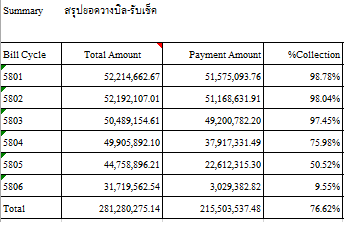 Summary สรุปยอดวางบิล-รับเช็ค
Bill Cycle Total Amount Payment Amount %Collection
5801 52,214,662.67 51,575,093.76 98.78%
5802 52,192,107.01 51,168,631.91 98.04%
5803 50,489,154.61 49,200,782.20 97.45%
5804 49,905,892.10 37,917,331.49 75.98%
5805 44,758,896.21 22,612,315.30 50.52%
5806 31,719,562.54 3,029,382.82 9.55%
Total 281,280,275.14 215,503,537.48 76.62%